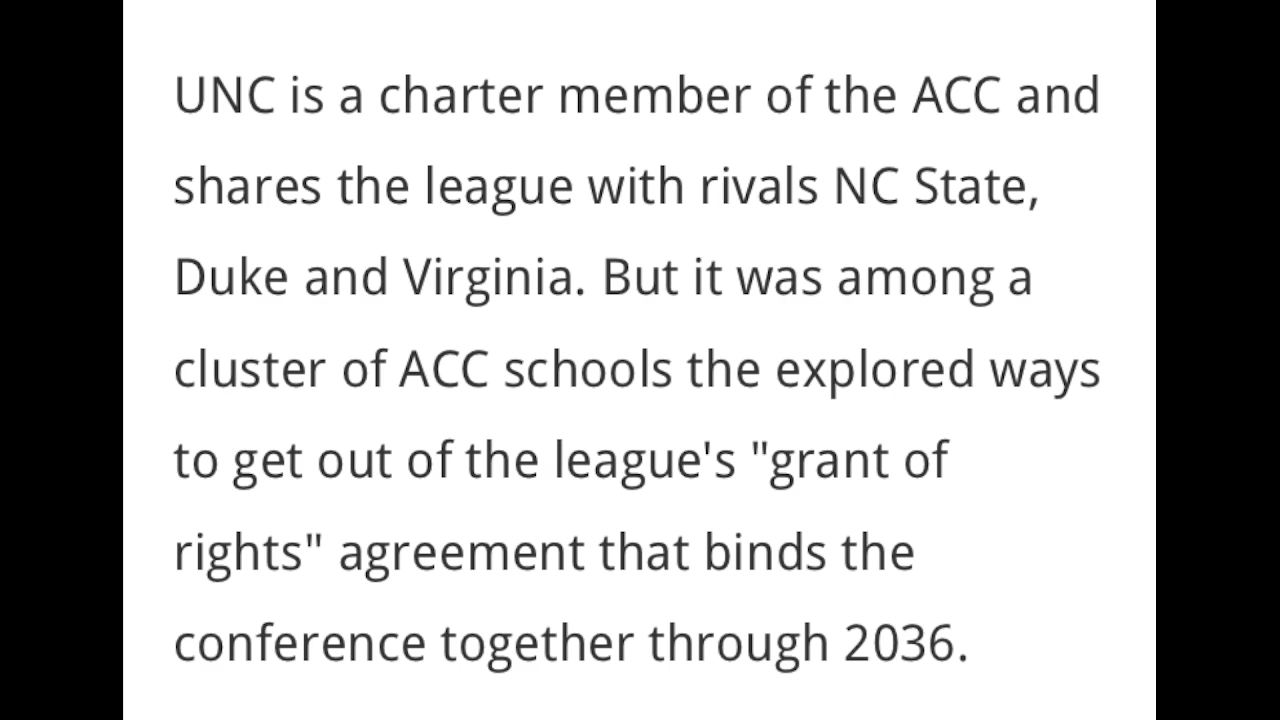 UNC is a charter member of the ACC and
shares the league with rivals NC State,
Duke and Virginia. But it was among a
cluster of ACC schools the explored ways
to get out of the league's "grant of
rights" agreement that binds the
conference together through 2036.